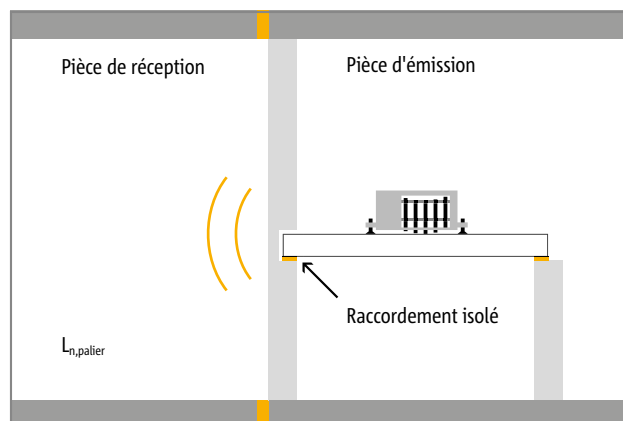 Pièce de réception
Pièce d'émission
Raccordement isolé
Ln,palier